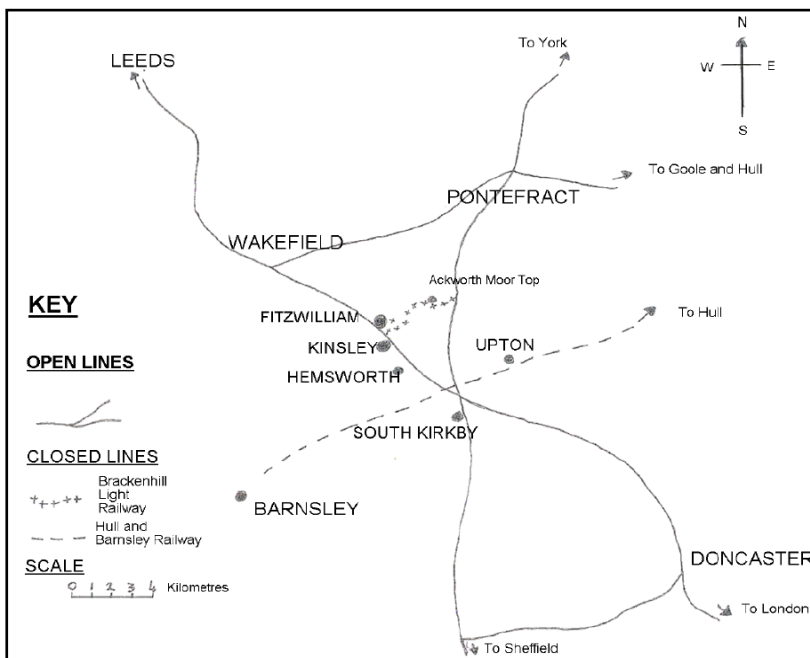 N
To York
LEEDS
W
E
S
To Goole and Hull
PONTEFRACT
WAKEFIELD
Ackworth Moor Top
KEY
FITZWILLIAM
To Hull
KINSLEY
UPTON
OPEN LINES
HEMSWORTH
SOUTH KIRKBY
CLOSED LINES
Brackenhill
Light
Railway
BARNSLEY
Hull and
Barnsley Railway
DONCASTER
SCALE
0 1 2 3 4 Kilometres
To London
To Sheffield